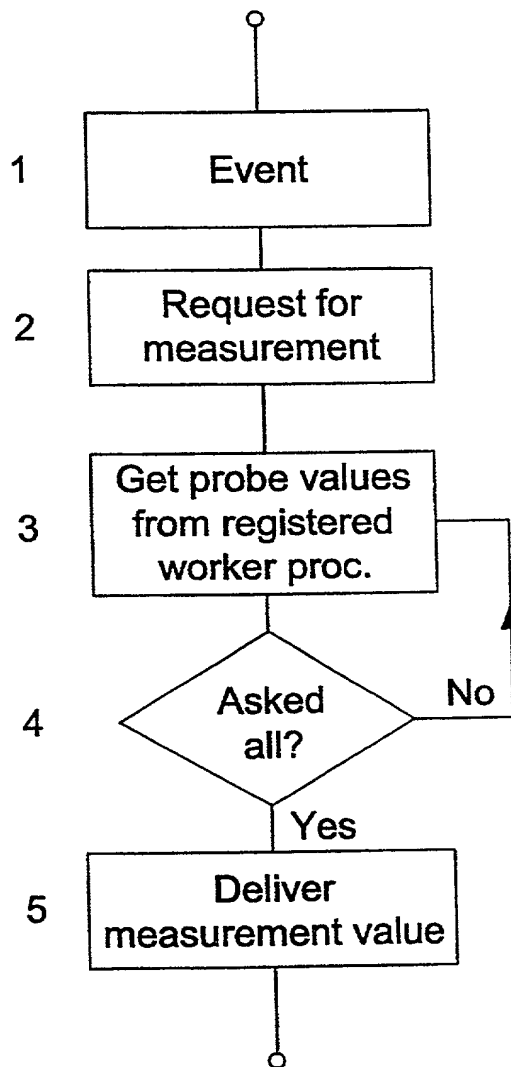 1 Event
2 Request for
measurement
Get probe values
3 from registered
worker proc.
No
4 Asked
all?
Yes
Deliver
5 measurement value